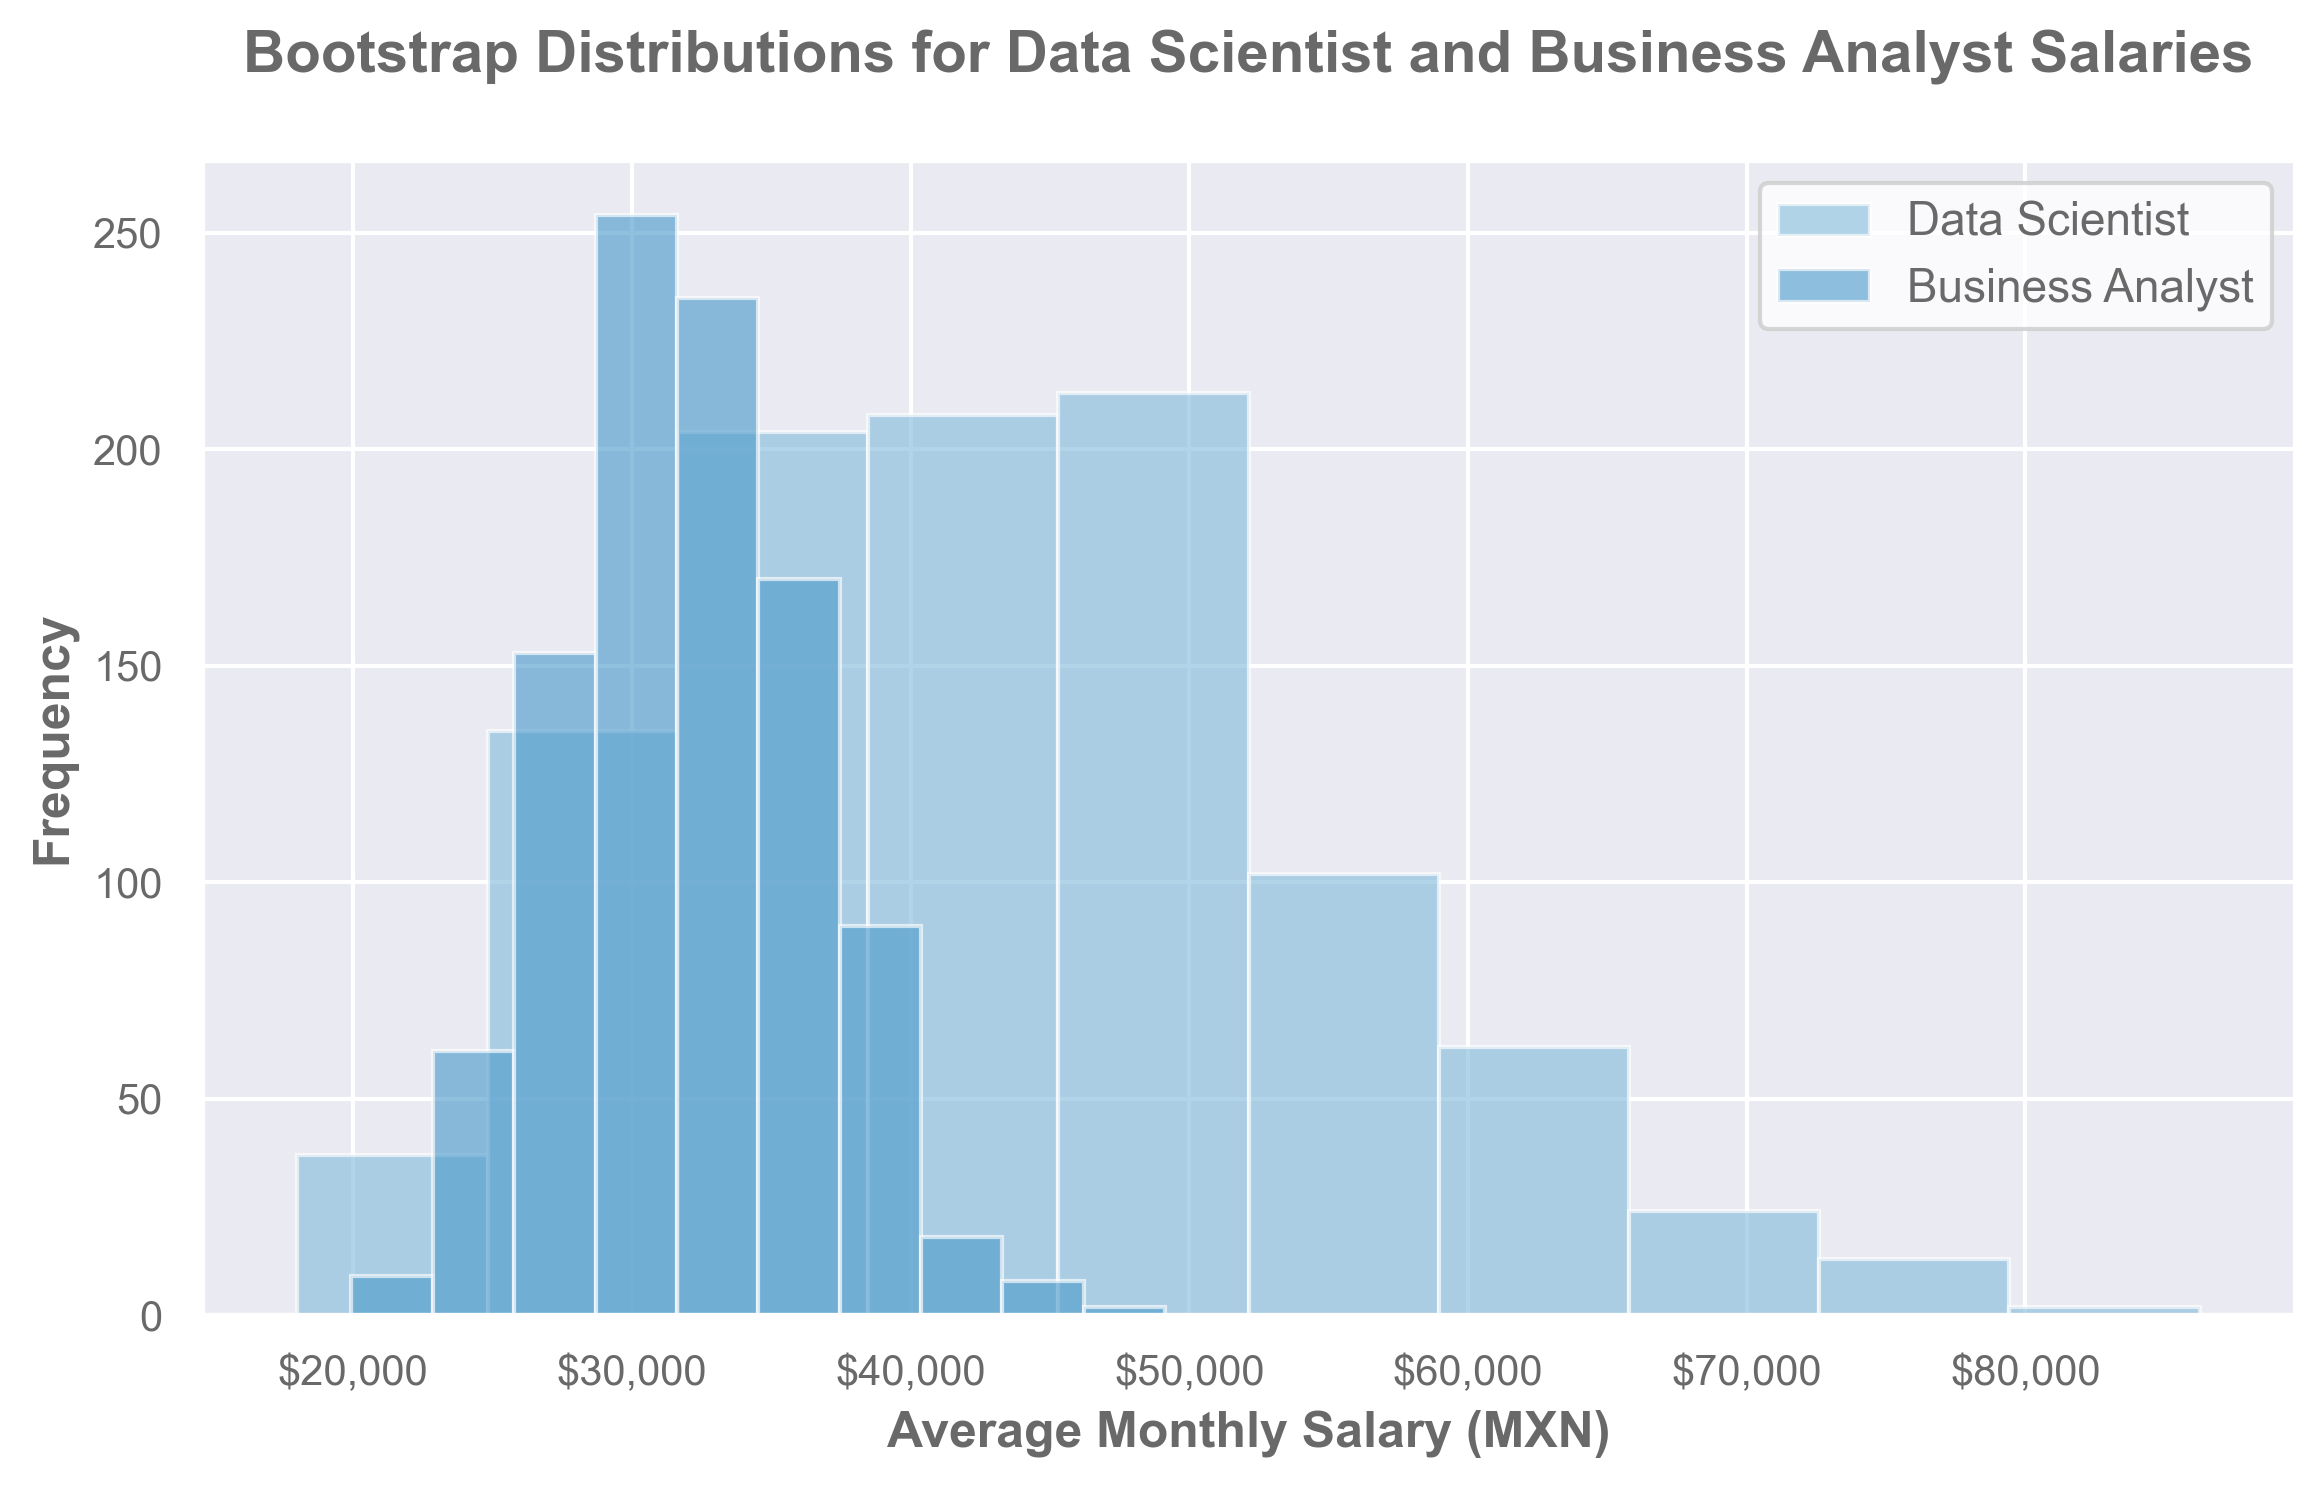 Bootstrap Distributions for Data Scientist and Business Analyst Salaries
Data Scientist
Business Analyst
Frequency
250
200
150
100
50
0
$20,000 $30,000 $40,000 $50,000 $60,000 $70,000 $80,000
Average Monthly Salary (MXN)